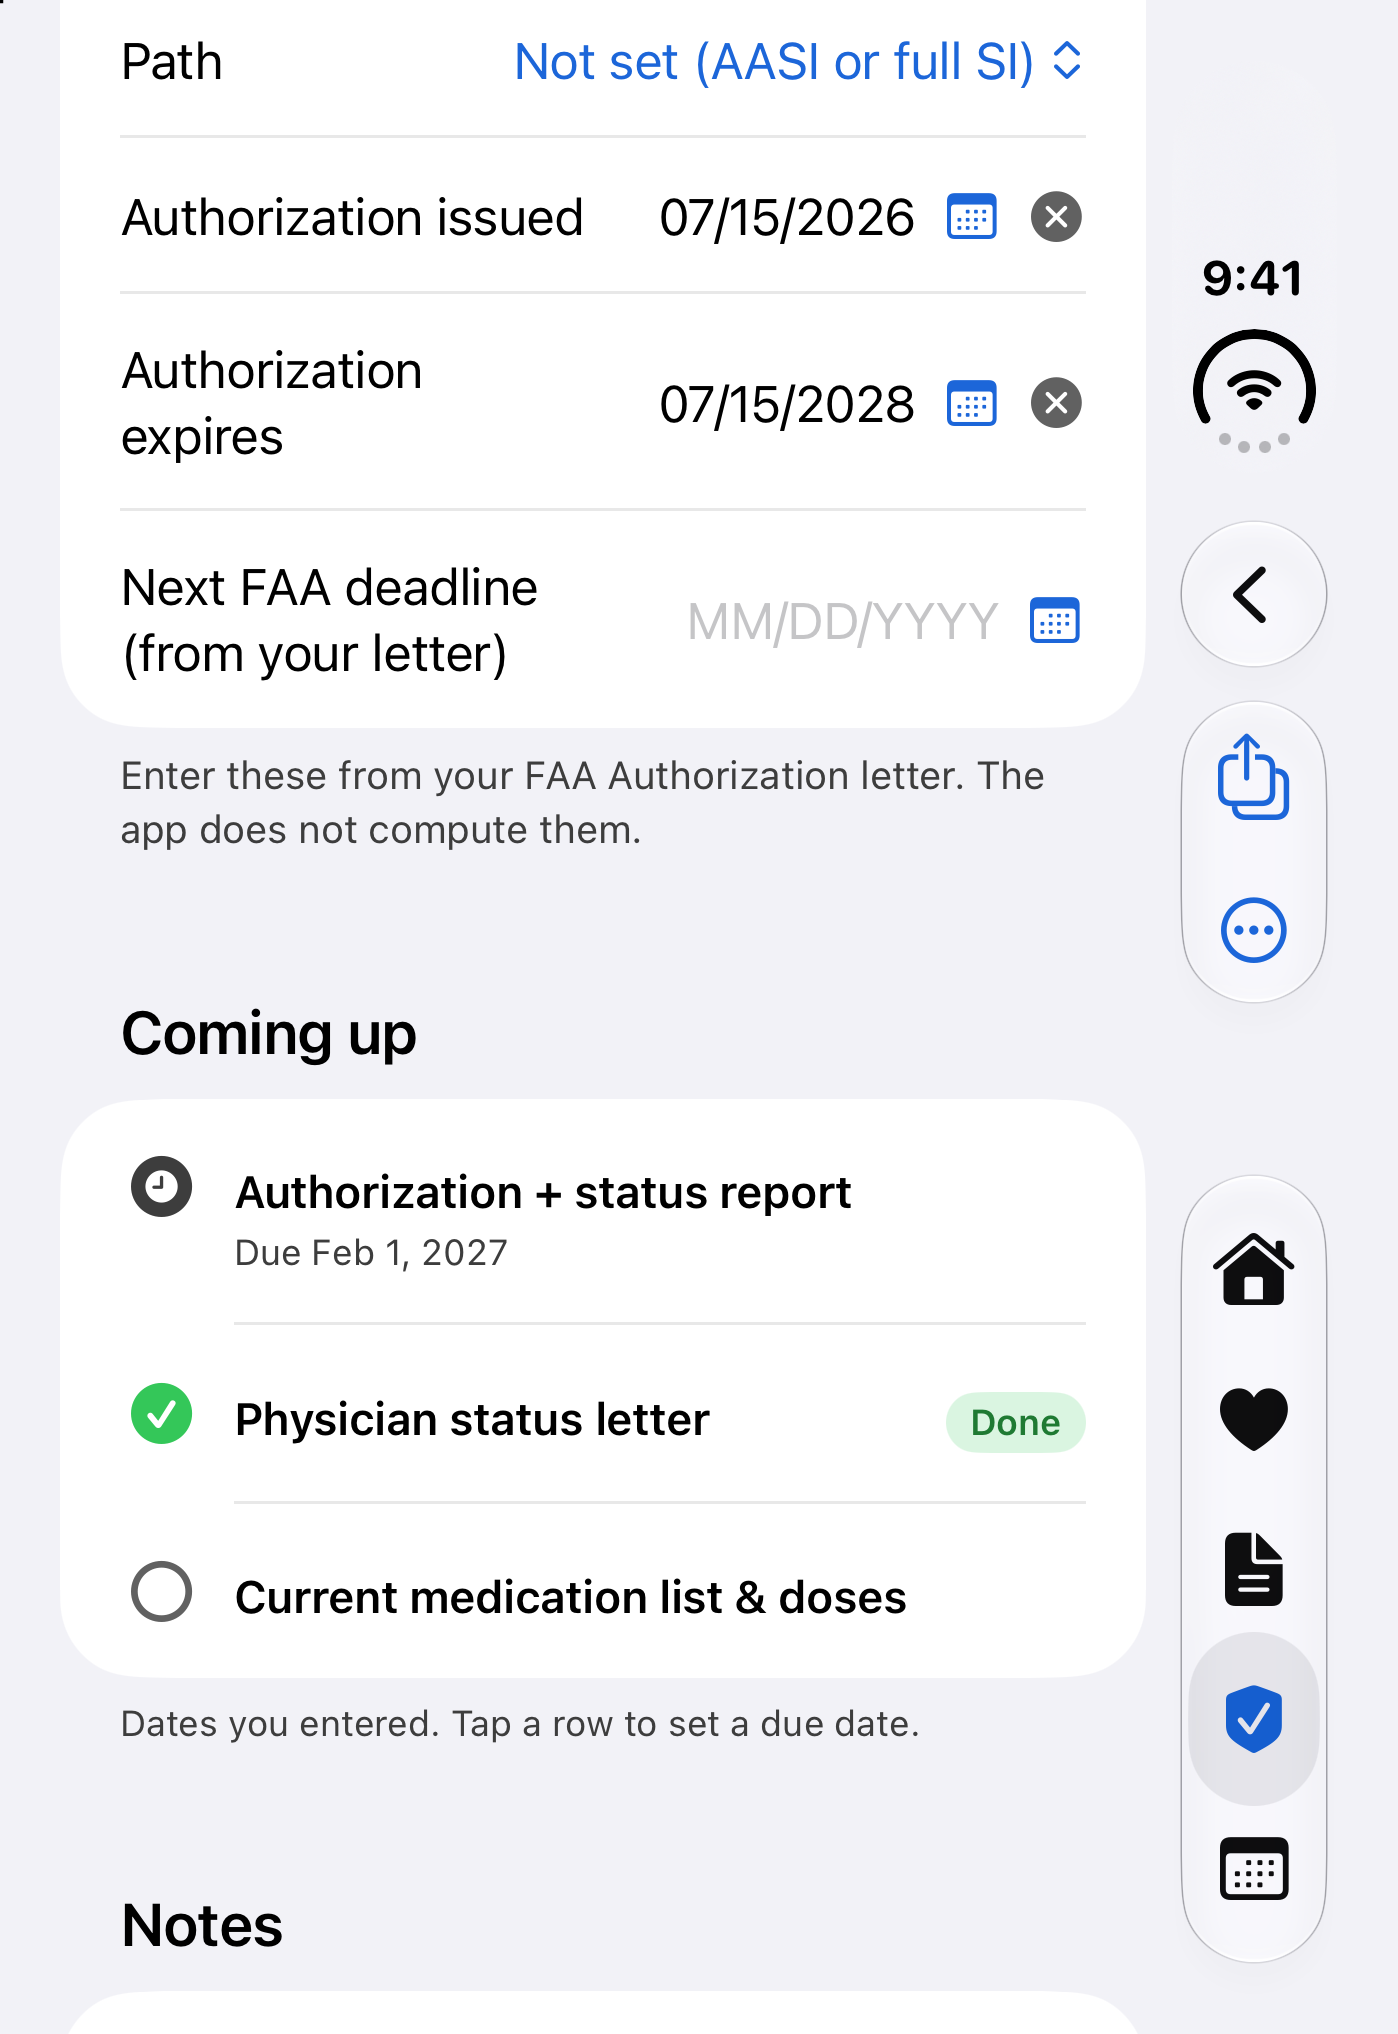 Path
Not set (AASI or full SI)
Authorization issued
07/15/2026
Authorization
expires
07/15/2028
Next FAA deadline
(from your letter)
MM/DD/YYYY
Enter these from your FAA Authorization letter. The
app does not compute them.
Coming up
Authorization + status report
Due Feb 1, 2027
Physician status letter
Done
Current medication list & doses
Dates you entered. Tap a row to set a due date.
Notes
9:41